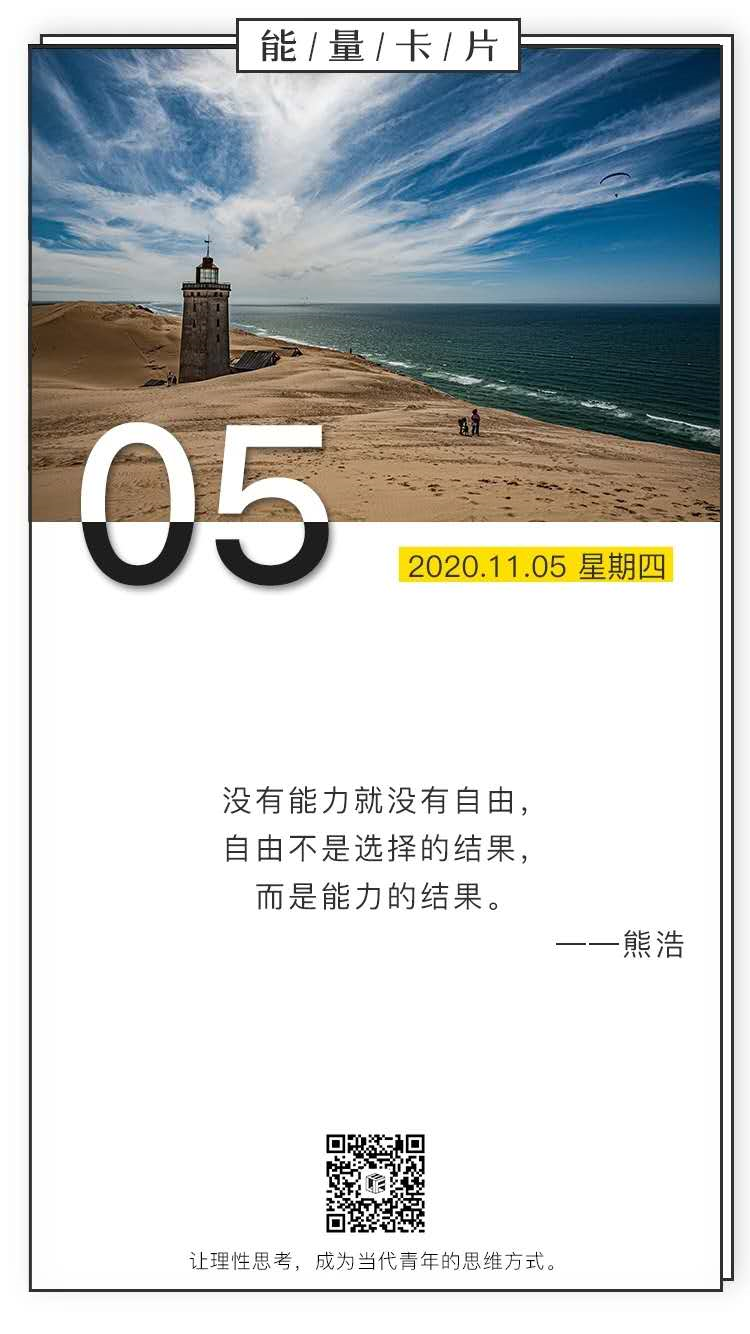 能/量/卡/片
05
2020.11.05 星期四
没有能力就没有自由，
自由不是选择的结果，
而是能力的结果。
——熊浩
让理性思考，成为当代青年的思维方式。